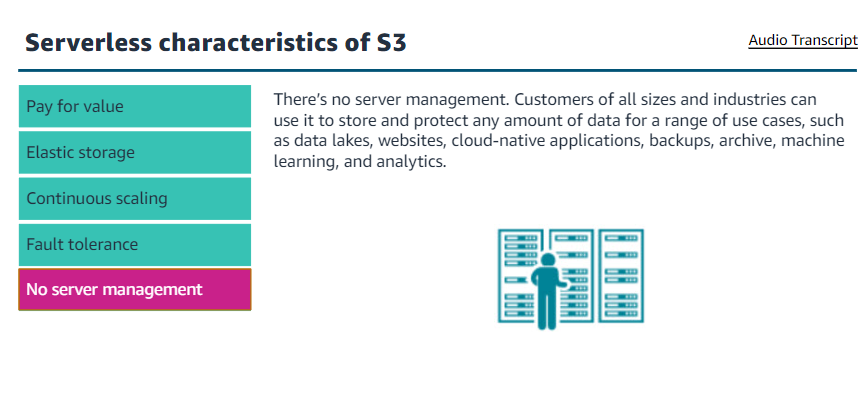 Serverless characteristics of S3
Audio Transcript
Pay for value
Elastic storage
Continuous scaling
Fault tolerance
No server management
There's no server management. Customers of all sizes and industries can
use it to store and protect any amount of data for a range of use cases, such
as data lakes, websites, cloud-native applications, backups, archive, machine
learning, and analytics.